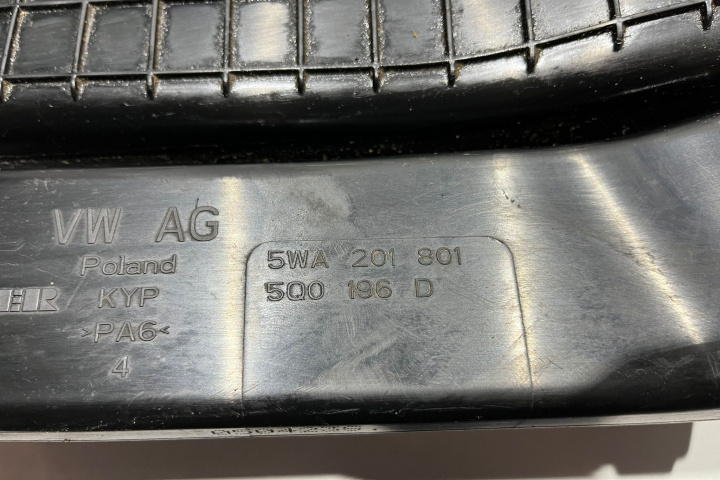 VW AG
Poland
KYP
>PA6<
4
5WA 201 801
5Q0 196 D